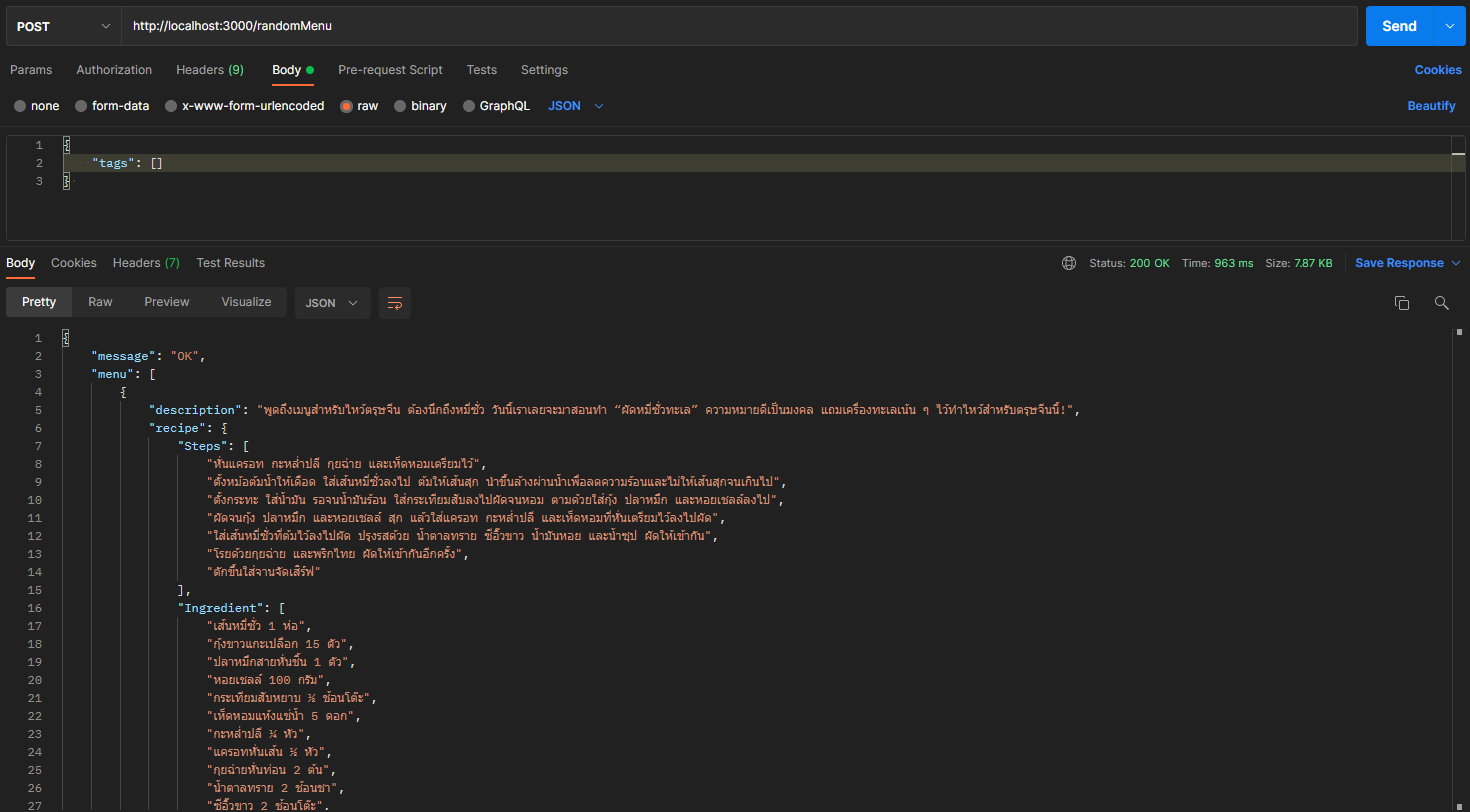 POST http://localhost:3000/randomMenu Send
Params Authorization Headers (9) Body Pre-request Script Tests Settings Cookies
none form-data x-www-form-urlencoded raw binary GraphQL JSON Beautify
1 {
2 "tags": []
3 }
Body Cookies Headers (7) Test Results Status: 200 OK Time: 963 ms Size: 7.87 KB Save Response
Pretty Raw Preview Visualize JSON
1 {
2 "message": "OK",
3 "menu": [
4 {
5 "description": "พูดถึงเมนูสำหรับไหว้ตรุษจีน ต้องนึกถึงหมี่ซั่ว วันนี้เราเลยจะมาสอนทำ “ผัดหมี่ซั่วทะเล” ความหมายดีเป็นมงคล แถมเครื่องทะเลเน้น ๆ ไว้ทำไหว้สำหรับตรุษจีนนี้!",
6 "recipe": {
7 "Steps": [
8 "หั่นแครอท กะหล่ำปลี กุยฉ่าย และเห็ดหอมเตรียมไว้",
9 "ตั้งหม้อต้มน้ำให้เดือด ใส่เส้นหมี่ซั่วลงไป ต้มให้เส้นสุก นำขึ้นล้างผ่านน้ำเพื่อลดความร้อนและไม่ให้เส้นสุกจนเกินไป",
10 "ตั้งกระทะ ใส่น้ำมัน รอจนน้ำมันร้อน ใส่กระเทียมสับลงไปผัดจนหอม ตามด้วยใส่กุ้ง ปลาหมึก และหอยเชลล์ลงไป",
11 "ผัดจนกุ้ง ปลาหมึก และหอยเชลล์ สุก แล้วใส่แครอท กะหล่ำปลี และเห็ดหอมที่หั่นเตรียมไว้ลงไปผัด",
12 "ใส่เส้นหมี่ซั่วที่ต้มไว้ลงไปผัด ปรุงรสด้วย น้ำตาลทราย ซีอิ๊วขาว น้ำมันหอย และน้ำซุป ผัดให้เข้ากัน",
13 "โรยด้วยกุยฉ่าย และพริกไทย ผัดให้เข้ากันอีกครั้ง",
14 "ตักขึ้นใส่จานจัดเสิร์ฟ"
15 ],
16 "Ingredient": [
17 "เส้นหมี่ซั่ว 1 ห่อ",
18 "กุ้งขาวแกะเปลือก 15 ตัว",
19 "ปลาหมึกสายหั่นชิ้น 1 ตัว",
20 "หอยเชลล์ 100 กรัม",
21 "กระเทียมสับหยาบ ช้อนโต๊ะ",
22 "เห็ดหอมแห้งแช่น้ำ 5 ดอก",
23 "กะหล่ำปลี หัว",
24 "แครอทหั่นเส้น หัว",
25 "กุยฉ่ายหั่นท่อน 2 ต้น",
26 "น้ำตาลทราย 2 ช้อนชา",
27 "ซีอิ๊วขาว 2 ช้อนโต๊ะ",